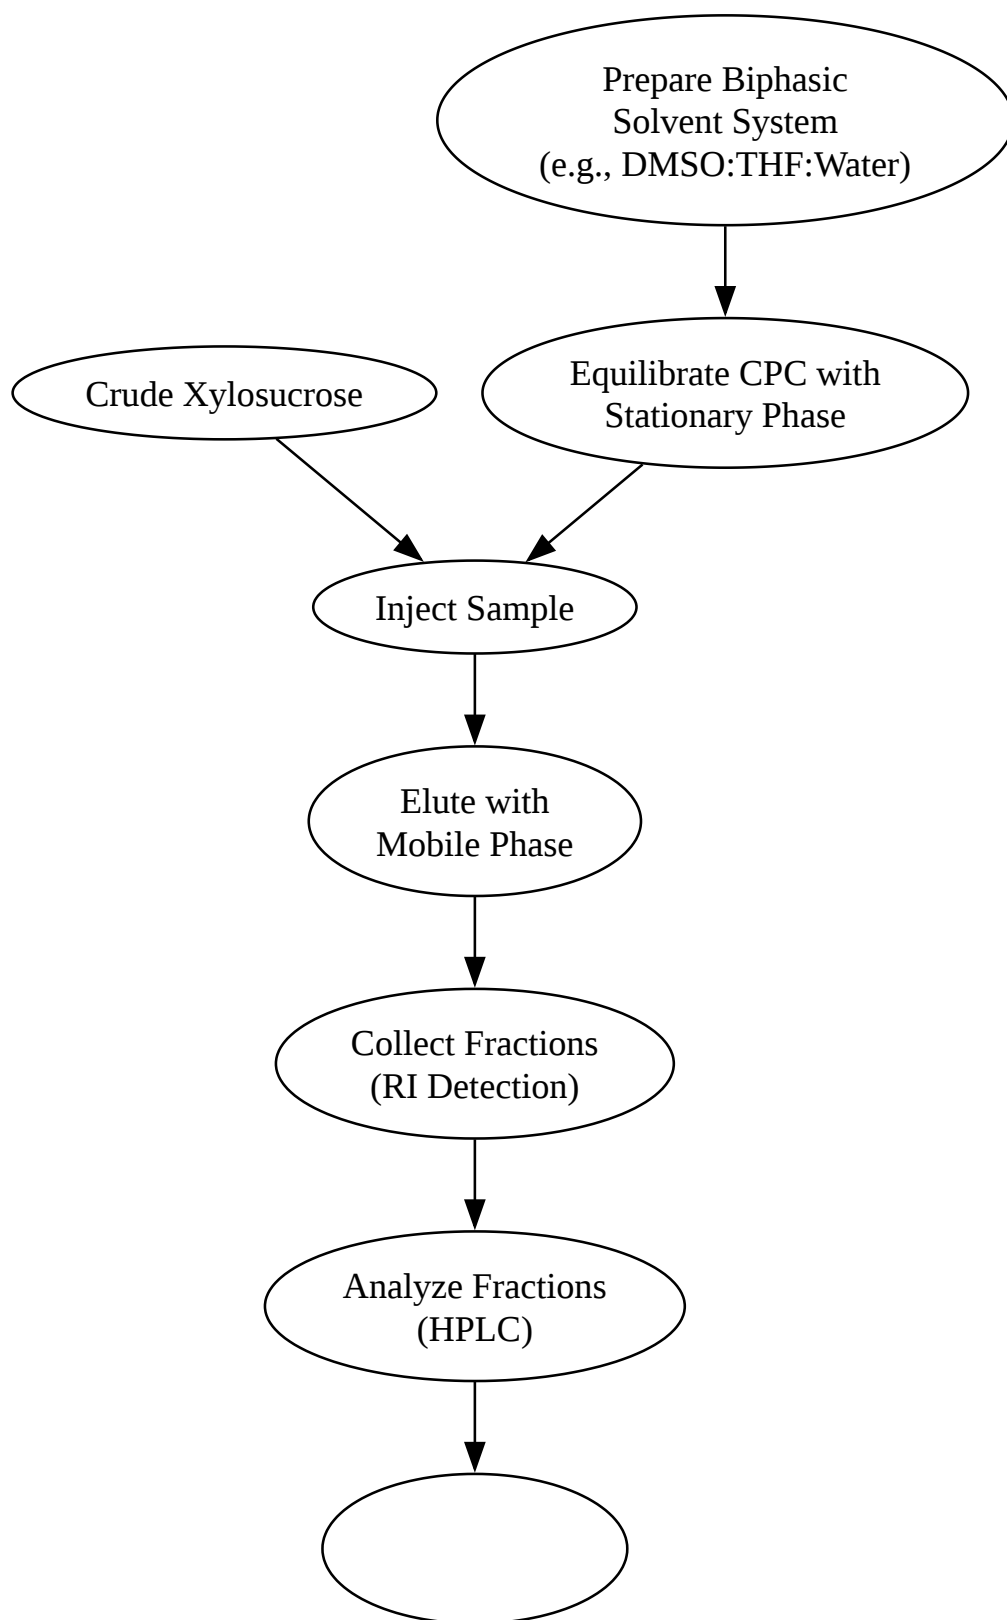 Prepare Biphasic
Solvent System
(e.g., DMSO:THF:Water)
Crude Xylosucrose
Equilibrate CPC with
Stationary Phase
Inject Sample
Elute with
Mobile Phase
Collect Fractions
(RI Detection)
Analyze Fractions
(HPLC)